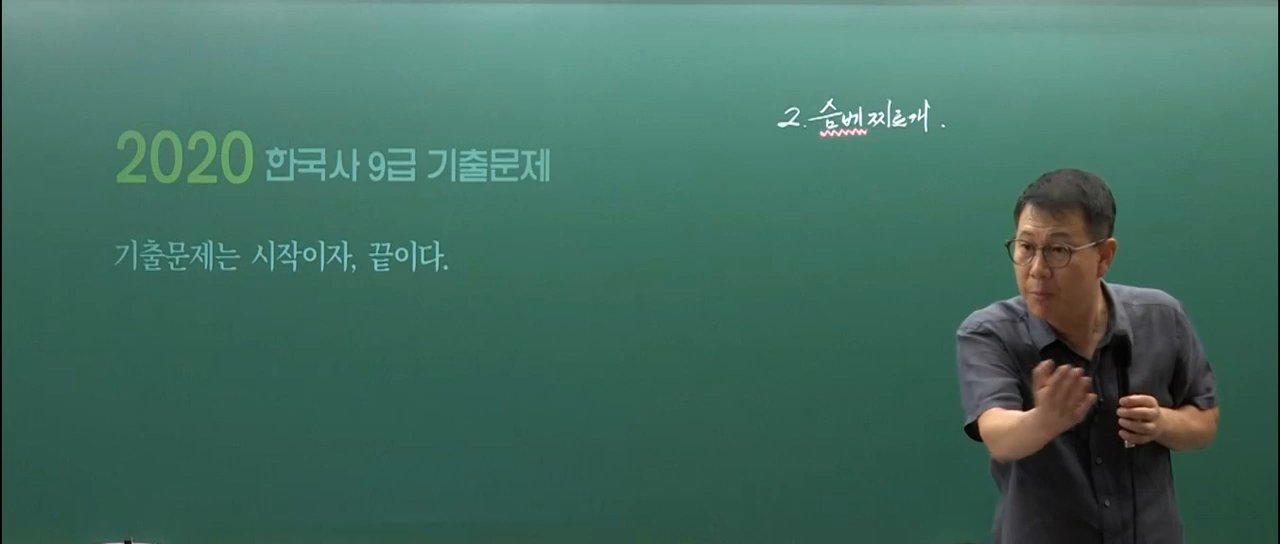 2020 한국사 9급 기출문제
기출문제는 시작이자, 끝이다.
2. 슴베찌르개.